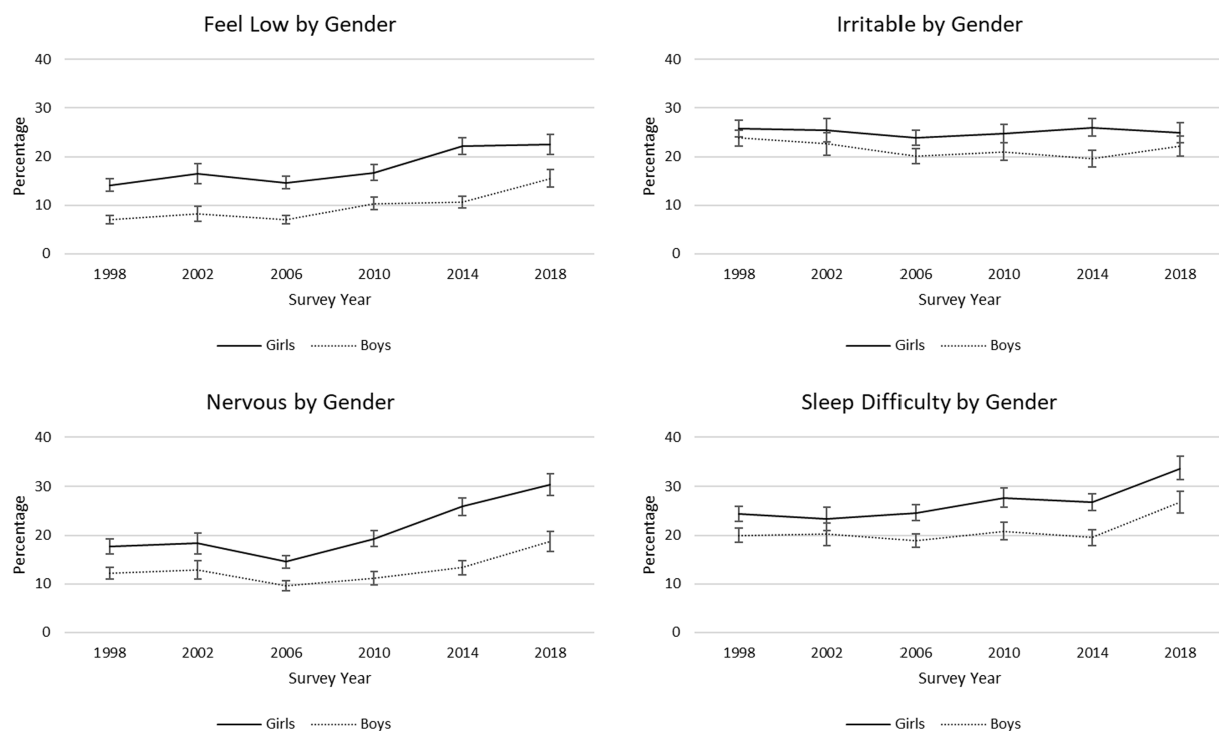 Feel Low by Gender
40
30
20
10
0
Percentage
1998 2002 2006 2010 2014 2018
Survey Year
Girls Boys
Irritable by Gender
40
30
20
10
0
Percentage
1998 2002 2006 2010 2014 2018
Survey Year
Girls Boys
Nervous by Gender
40
30
20
10
0
Percentage
1998 2002 2006 2010 2014 2018
Survey Year
Girls Boys
Sleep Difficulty by Gender
40
30
20
10
0
Percentage
1998 2002 2006 2010 2014 2018
Survey Year
Girls Boys